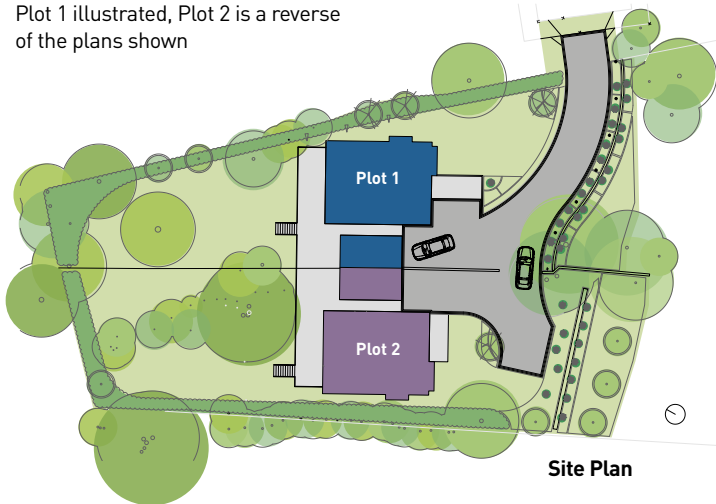 Plot 1 illustrated, Plot 2 is a reverse
of the plans shown
Plot 1
Plot 2
Site Plan